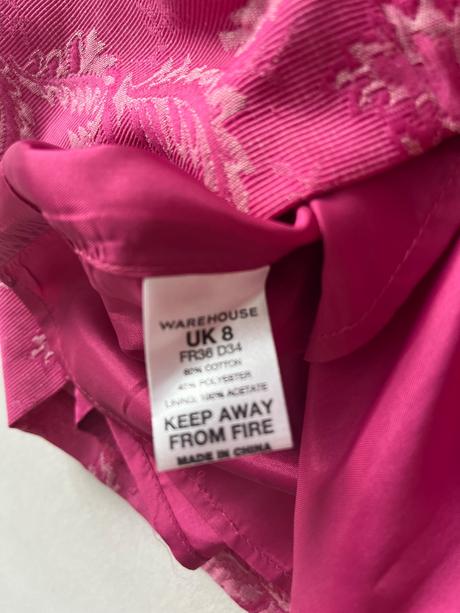 WAREHOUSE
UK 8
FR36 D34
60% COTTON
40% POLYESTER
LINING: 100% ACETATE
KEEP AWAY
FROM FIRE
MADE IN CHINA